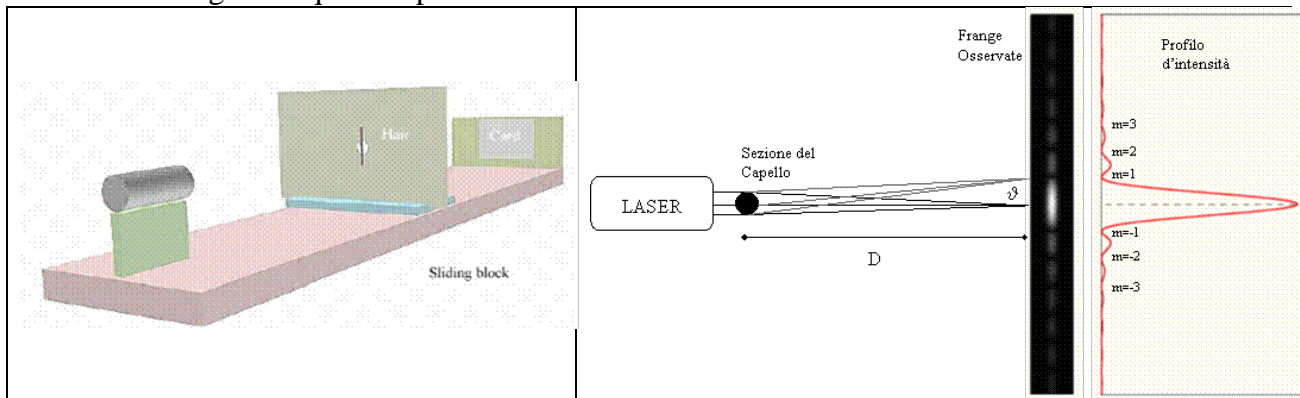 Hair
Card
Sliding block
Frange
Osservate
Profilo
d'intensità
Sezione del
Capello
LASER
ϑ
D
m=3
m=2
m=1
m=-1
m=-2
m=-3